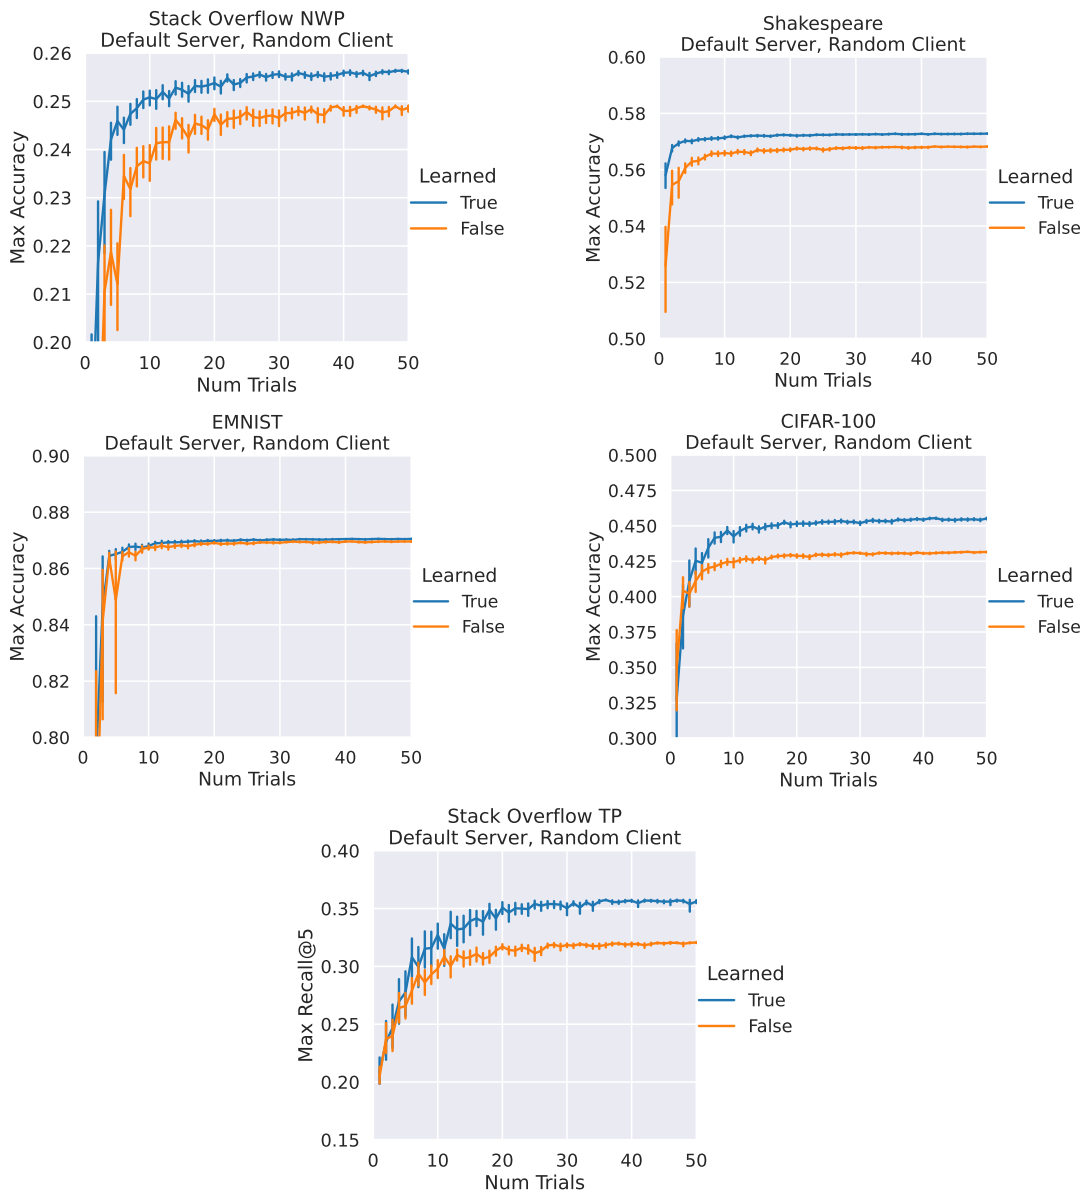 Stack Overflow NWP
Default Server, Random Client
0.26
0.25
0.24
0.23
0.22
0.21
0.20
Max Accuracy
0 10 20 30 40 50
Num Trials
Learned
True
False
Shakespeare
Default Server, Random Client
0.60
0.58
0.56
0.54
0.52
0.50
Max Accuracy
0 10 20 30 40 50
Num Trials
Learned
True
False
EMNIST
Default Server, Random Client
0.90
0.88
0.86
0.84
0.82
0.80
Max Accuracy
0 10 20 30 40 50
Num Trials
Learned
True
False
CIFAR-100
Default Server, Random Client
0.500
0.475
0.450
0.425
0.400
0.375
0.350
0.325
0.300
Max Accuracy
0 10 20 30 40 50
Num Trials
Learned
True
False
Stack Overflow TP
Default Server, Random Client
0.40
0.35
0.30
0.25
0.20
0.15
Max Recall@5
0 10 20 30 40 50
Num Trials
Learned
True
False